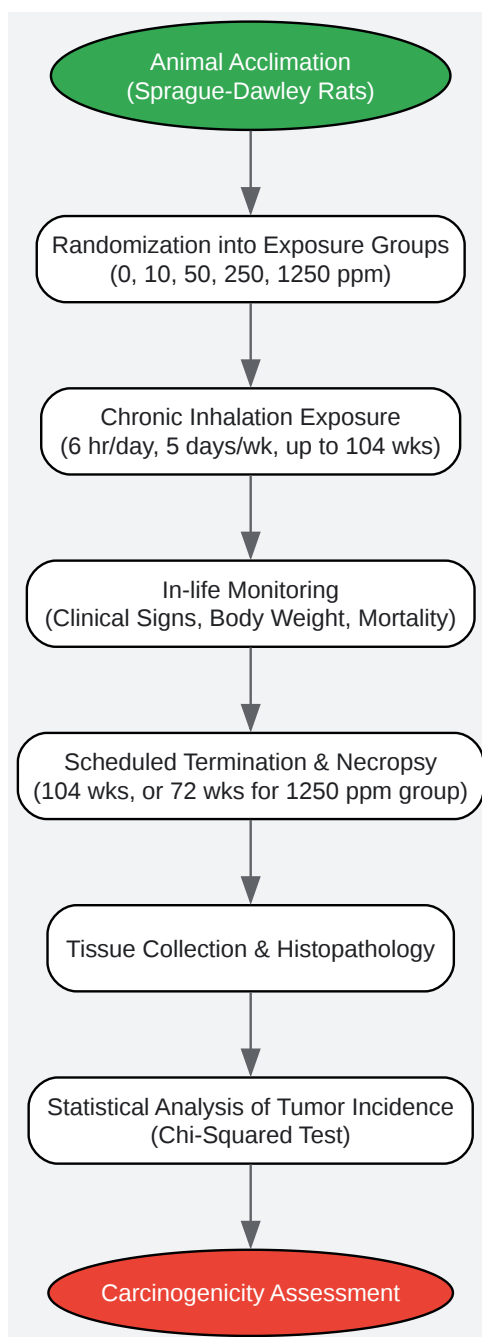 Animal Acclimation
(Sprague-Dawley Rats)
Randomization into Exposure Groups
(0, 10, 50, 250, 1250 ppm)
Chronic Inhalation Exposure
(6 hr/day, 5 days/wk, up to 104 wks)
In-life Monitoring
(Clinical Signs, Body Weight, Mortality)
Scheduled Termination & Necropsy
(104 wks, or 72 wks for 1250 ppm group)
Tissue Collection & Histopathology
Statistical Analysis of Tumor Incidence
(Chi-Squared Test)
Carcinogenicity Assessment